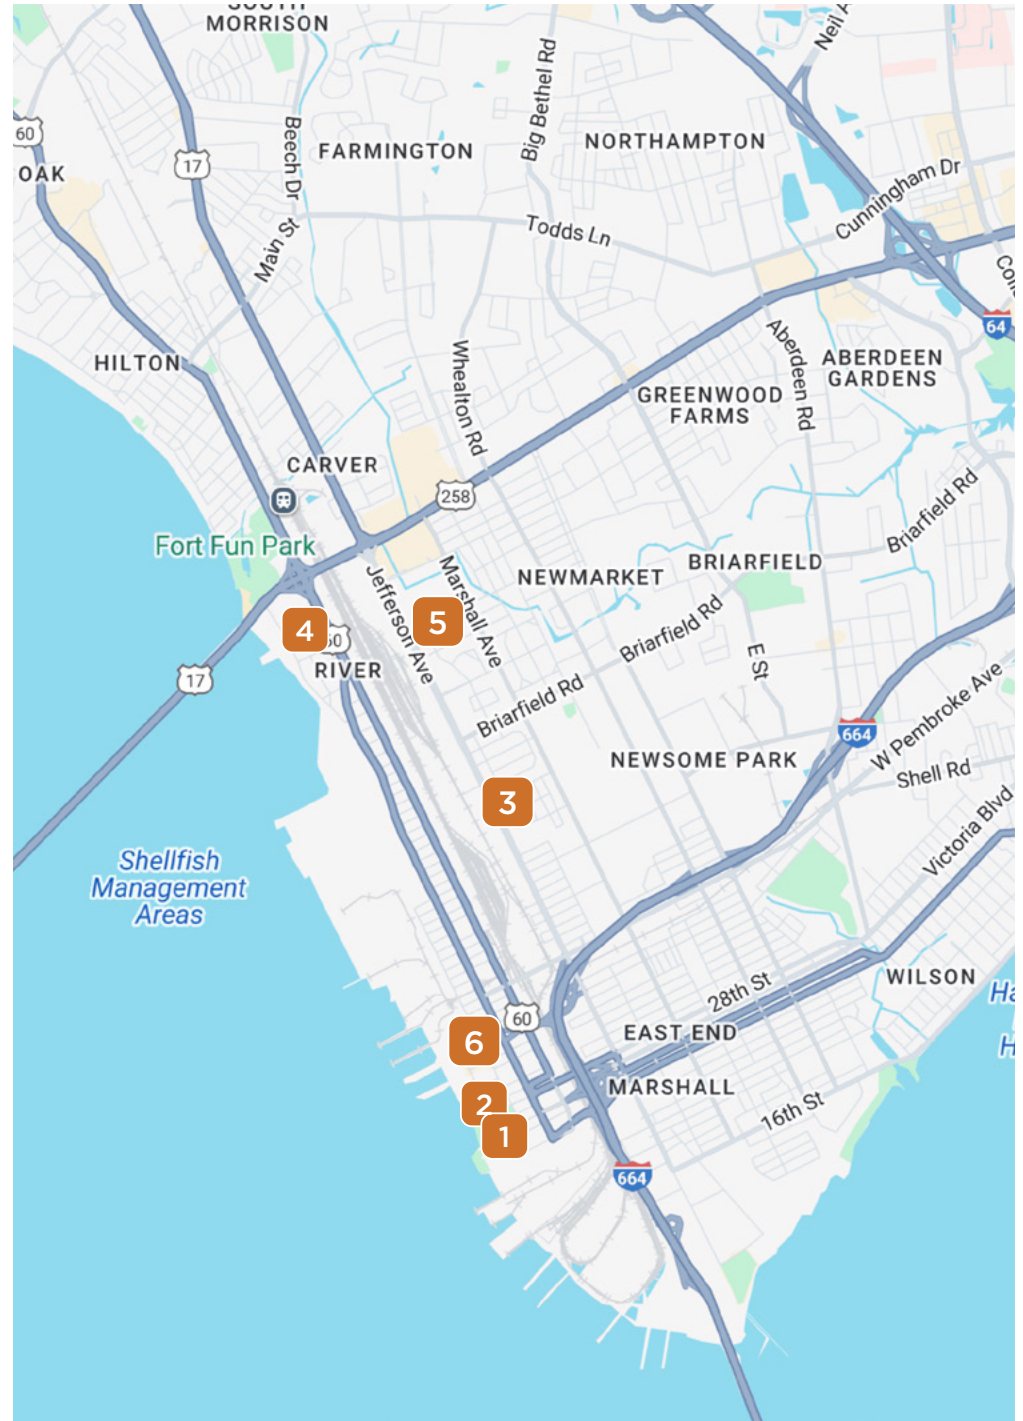 SOUTH
MORRISON
Neil A
60
OAK
17
Beech Dr
FARMINGTON
Big Bethel Rd
NORTHAMPTON
Cunningham Dr
Main St
Todds Ln
64
HILTON
Whealton Rd
Aberdeen Rd
ABERDEEN
GARDENS
GREENWOOD
FARMS
CARVER
258
Briarfield Rd
Fort Fun Park
Jefferson Ave
Marshall Ave
NEWMARKET
BRIARFIELD
4
60
5
RIVER
17
Briarfield Rd
Briarfield Rd
E St
664
W Pembroke Ave
NEWSOME PARK
Shell Rd
3
Victoria Blvd
Shellfish
Management
Areas
28th St
WILSON
60
6
EAST END
MARSHALL
2
1
16th St
664